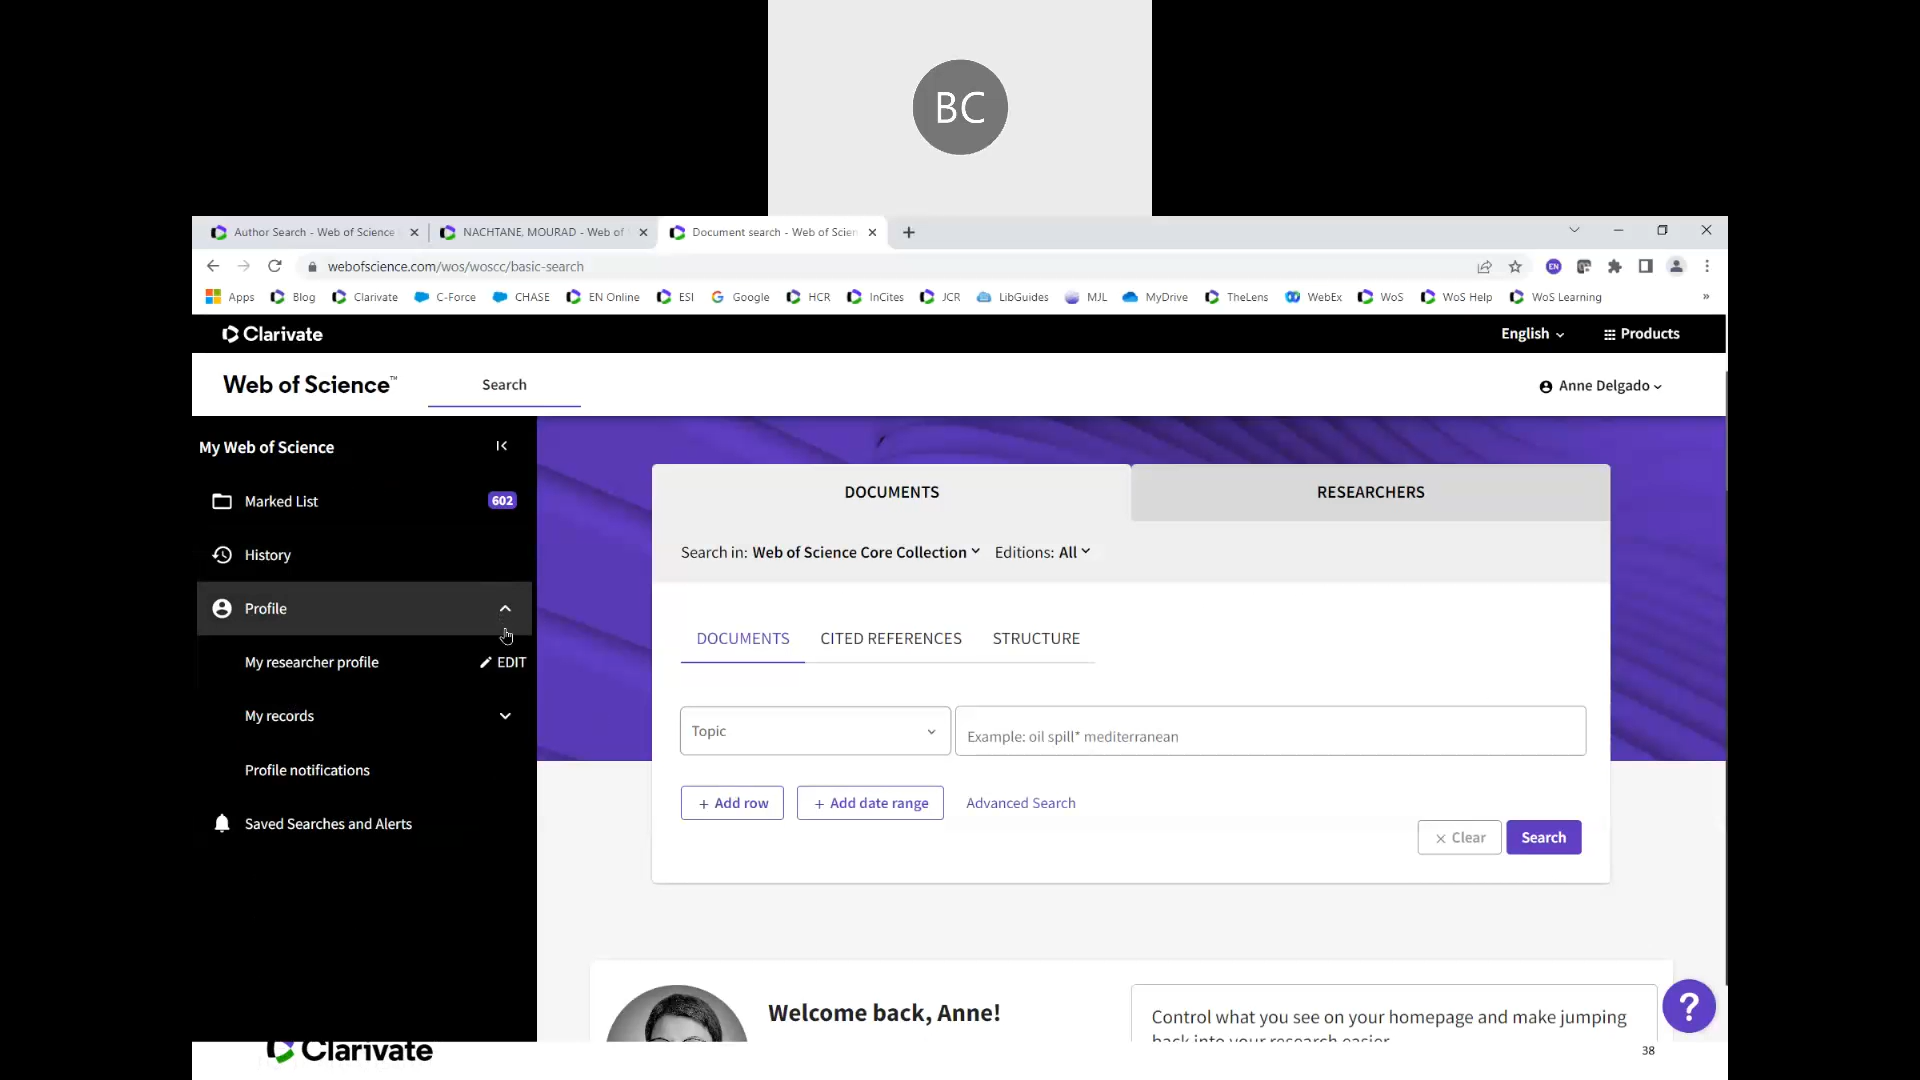 BC
Author Search - Web of Science
NACHTANE, MOURAD - Web of
Document search - Web of Scien
webofscience.com/wos/woscc/basic-search
EN
Apps Blog Clarivate C-Force CHASE EN Online ESI Google HCR InCites JCR LibGuides MJL MyDrive TheLens WebEx WoS WoS Help WoS Learning »
Clarivate
English
Products
Web of Science™
Search
Anne Delgado
My Web of Science
Marked List 602
History
Profile
My researcher profile EDIT
My records
Profile notifications
Saved Searches and Alerts
DOCUMENTS
RESEARCHERS
Search in: Web of Science Core Collection Editions: All
DOCUMENTS CITED REFERENCES STRUCTURE
Topic
Example: oil spill* mediterranean
+ Add row
+ Add date range
Advanced Search
× Clear
Search
Welcome back, Anne!
Control what you see on your homepage and make jumping
back into your research easier
?
Clarivate
38